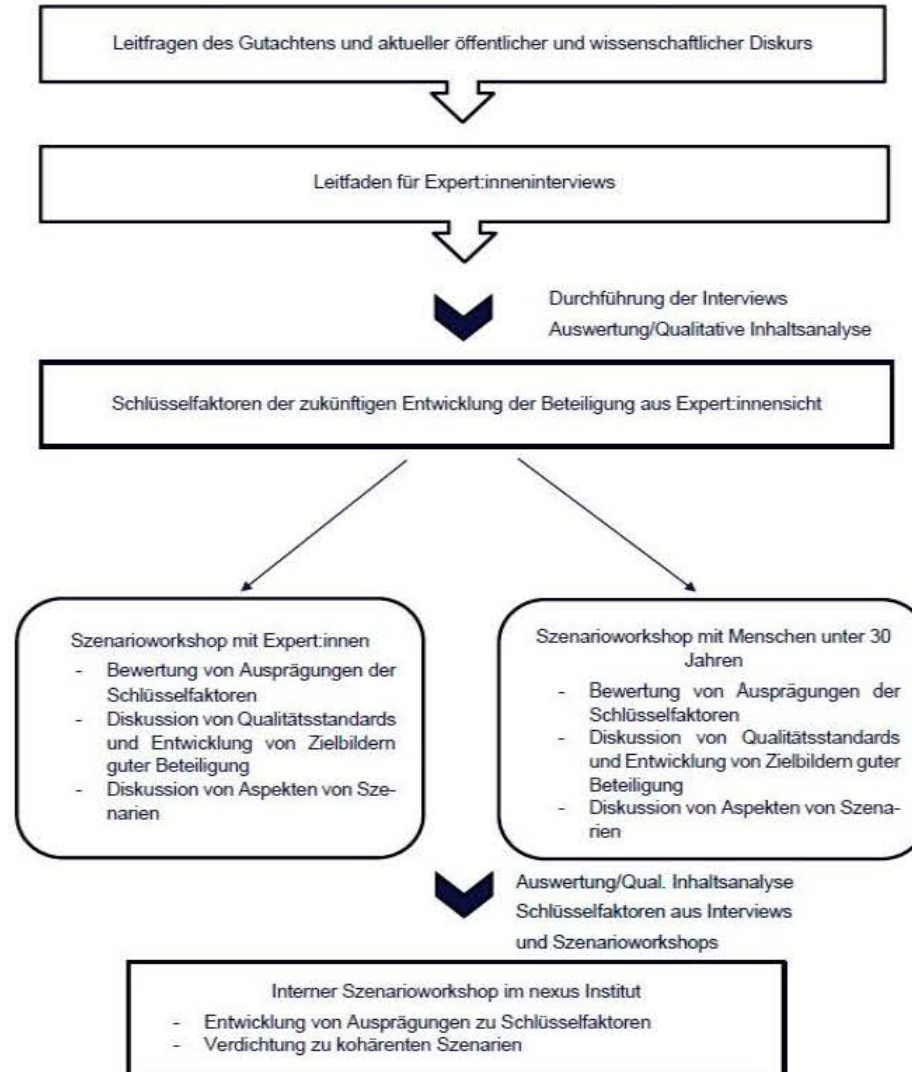 Leitfragen des Gutachtens und aktueller öffentlicher und wissenschaftlicher Diskurs
Leitfaden für Expert:inneninterviews
Durchführung der Interviews
Auswertung/Qualitative Inhaltsanalyse
Schlüsselfaktoren der zukünftigen Entwicklung der Beteiligung aus Expert:innensicht
Szenarioworkshop mit Expert:innen
- Bewertung von Ausprägungen der
Schlüsselfaktoren
- Diskussion von Qualitätsstandards
und Entwicklung von Zielbildern
guter Beteiligung
- Diskussion von Aspekten von Sze-
narien
Szenarioworkshop mit Menschen unter 30
Jahren
- Bewertung von Ausprägungen der
Schlüsselfaktoren
- Diskussion von Qualitätsstandards
und Entwicklung von Zielbildern guter
Beteiligung
- Diskussion von Aspekten von Szena-
rien
Auswertung/Qual. Inhaltsanalyse
Schlüsselfaktoren aus Interviews
und Szenarioworkshops
Interner Szenarioworkshop im nexus Institut
- Entwicklung von Ausprägungen zu Schlüsselfaktoren
- Verdichtung zu kohärenten Szenarien